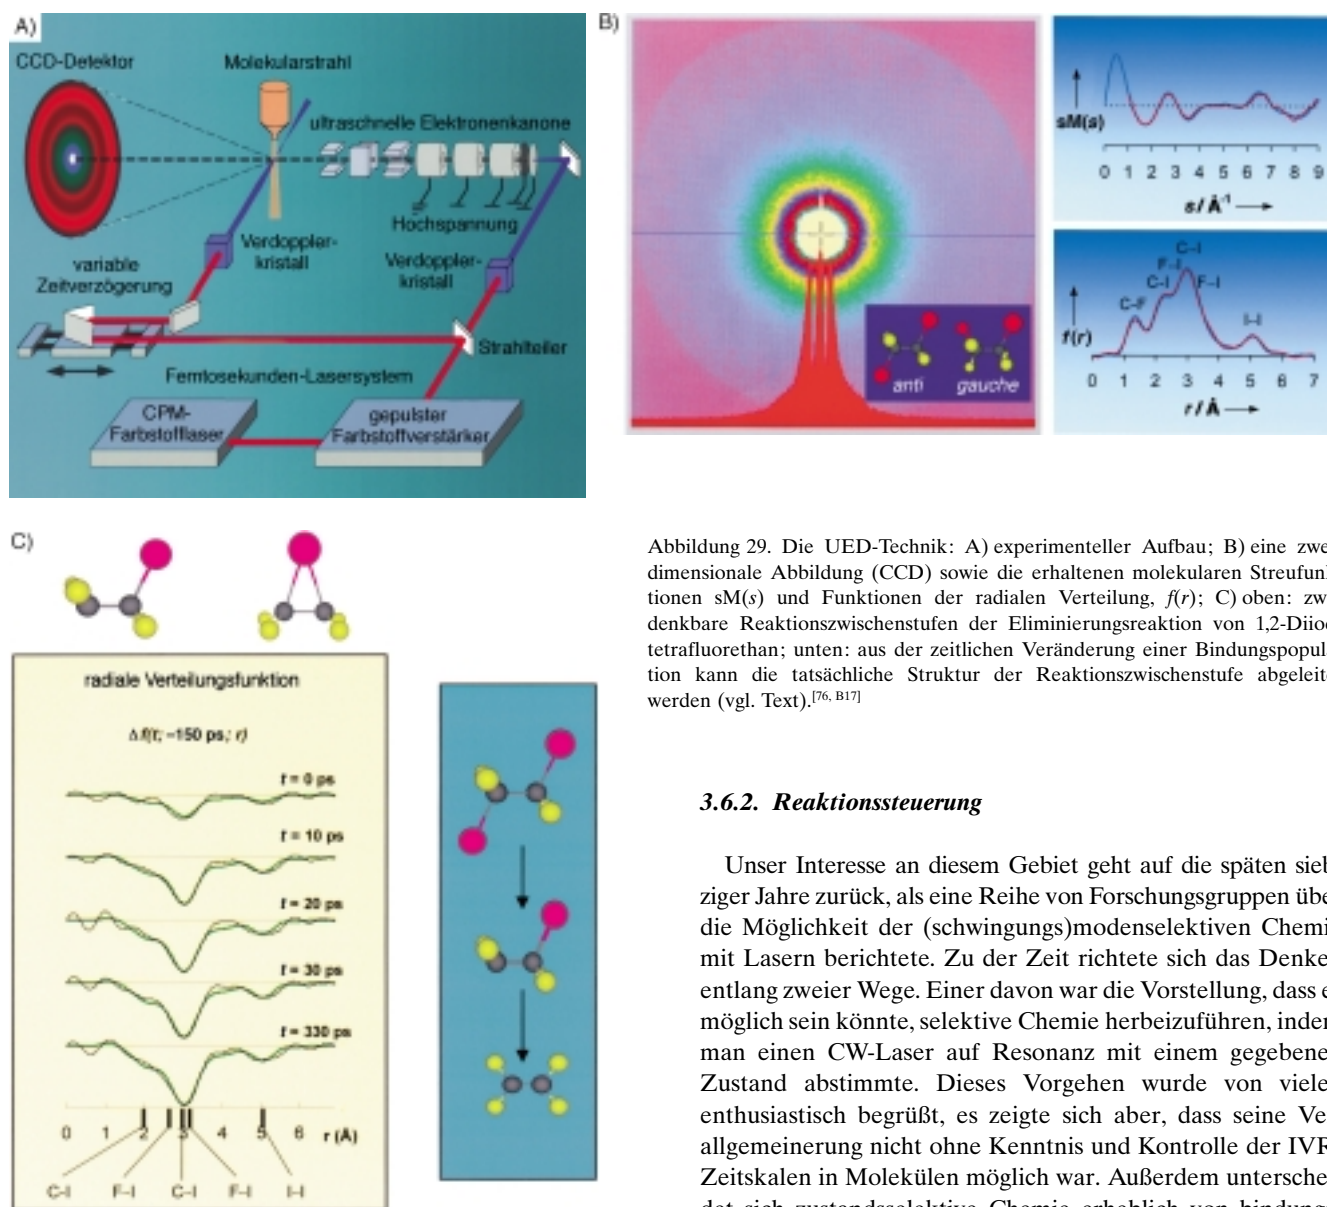 A)
CCD-Detektor
Molekularstrahl
ultraschnelle Elektronenkanone
Hochspannung
Verdoppler-
kristall
Verdoppler-
kristall
variable
Zeitverzögerung
Strahlteiler
Femtosekunden-Lasersystem
CPM-
Farbstofflaser
gepulster
Farbstoffverstärker
B)
anti
gauche
sM(s)
0 1 2 3 4 5 6 7 8 9
s/Å⁻¹
C–I
F–I
C–I F–I
C–F
I–I
f(r)
0 1 2 3 4 5 6 7
r/Å
C)
radiale Verteilungsfunktion
Δf(t; –150 ps; r)
t = 0 ps
t = 10 ps
t = 20 ps
t = 30 ps
t = 330 ps
0 1 2 3 4 5 6 r (Å)
C–I F–I C–I F–I I–I
Abbildung 29. Die UED-Technik: A) experimenteller Aufbau; B) eine zwe
dimensionale Abbildung (CCD) sowie die erhaltenen molekularen Streufun
tionen sM(s) und Funktionen der radialen Verteilung, f(r); C) oben: zw
denkbare Reaktionszwischenstufen der Eliminierungsreaktion von 1,2-Diio
tetrafluorethan; unten: aus der zeitlichen Veränderung einer Bindungspopul
tion kann die tatsächliche Struktur der Reaktionszwischenstufe abgeleit
werden (vgl. Text).[76, B17]
3.6.2. Reaktionssteuerung
Unser Interesse an diesem Gebiet geht auf die späten sieb
ziger Jahre zurück, als eine Reihe von Forschungsgruppen übe
die Möglichkeit der (schwingungs)modenselektiven Chemi
mit Lasern berichtete. Zu der Zeit richtete sich das Denke
entlang zweier Wege. Einer davon war die Vorstellung, dass e
möglich sein könnte, selektive Chemie herbeizuführen, inder
man einen CW-Laser auf Resonanz mit einem gegebene
Zustand abstimmte. Dieses Vorgehen wurde von viele
enthusiastisch begrüßt, es zeigte sich aber, dass seine Ve
allgemeinerung nicht ohne Kenntnis und Kontrolle der IVR
Zeitskalen in Molekülen möglich war. Außerdem untersche
det sich zustandsselektive Chemie erheblich von bindung